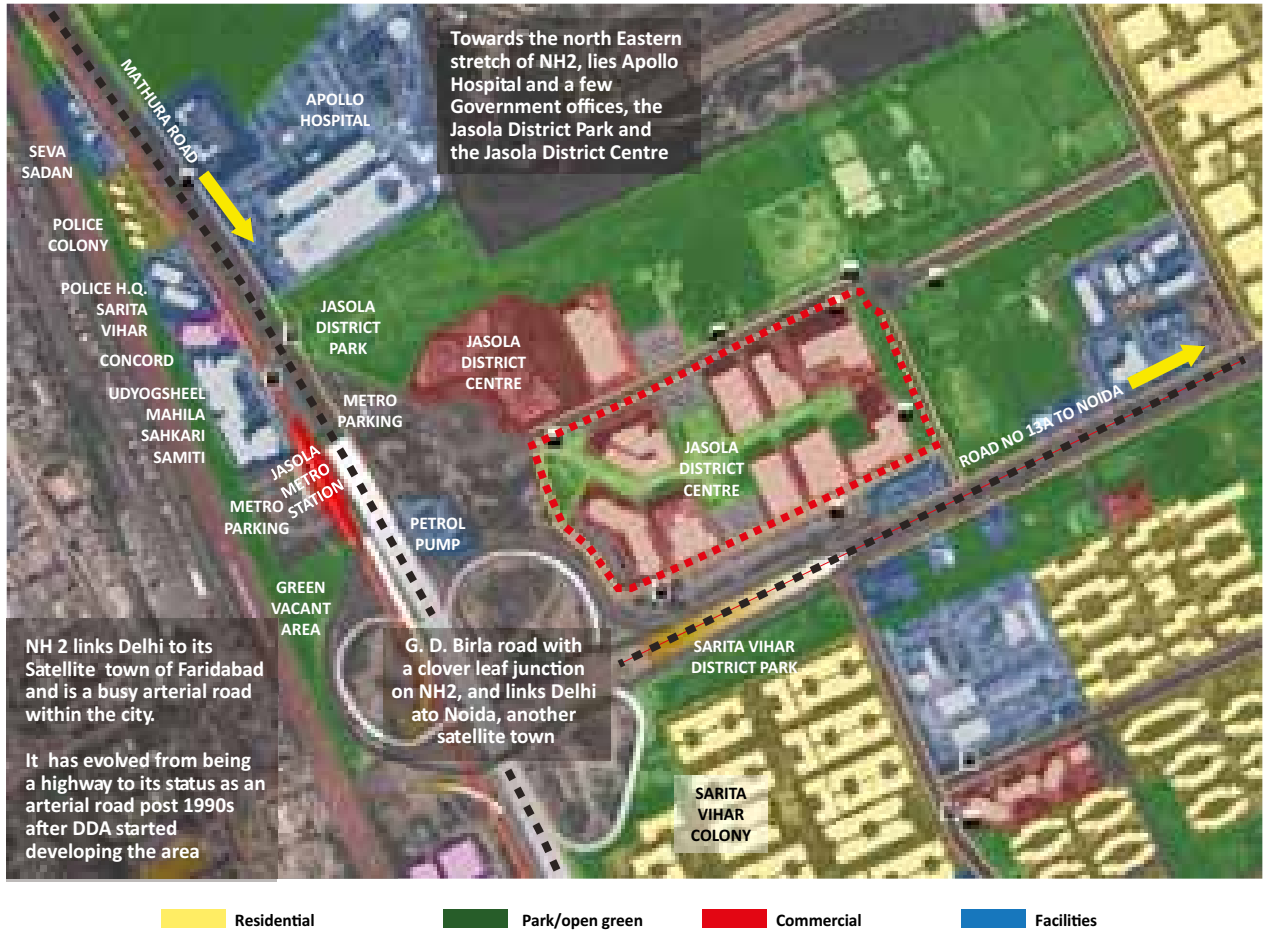 Towards the north Eastern
stretch of NH2, lies Apollo
Hospital and a few
Government offices, the
Jasola District Park and
the Jasola District Centre
MATHURA ROAD
APOLLO
HOSPITAL
SEVA
SADAN
POLICE
COLONY
POLICE H.Q.
SARITA
VIHAR
CONCORD
UDYOGSHEEL
MAHILA
SAHKARI
SAMITI
JASOLA
DISTRICT
PARK
JASOLA
DISTRICT
CENTRE
METRO
PARKING
JASOLA
METRO
STATION
METRO
PARKING
PETROL
PUMP
JASOLA
DISTRICT
CENTRE
ROAD NO 13A TO NOIDA
GREEN
VACANT
AREA
NH 2 links Delhi to its
Satellite town of Faridabad
and is a busy arterial road
within the city.
It has evolved from being
a highway to its status as an
arterial road post 1990s
after DDA started
developing the area
G. D. Birla road with
a clover leaf junction
on NH2, and links Delhi
ato Noida, another
satellite town
SARITA VIHAR
DISTRICT PARK
SARITA
VIHAR
COLONY
Residential
Park/open green
Commercial
Facilities